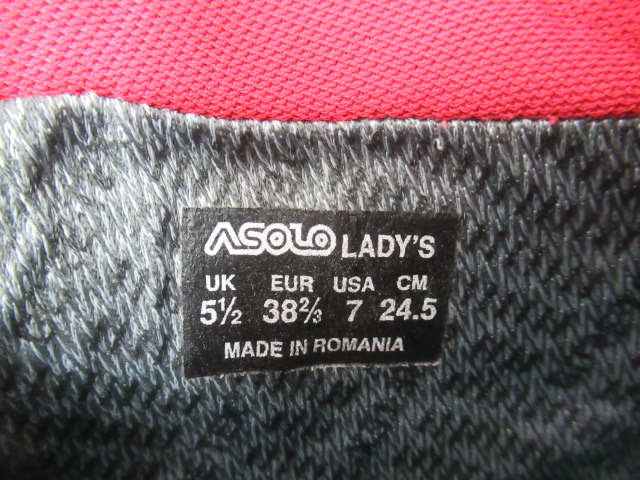 ASOLO LADY'S
UK EUR USA CM
5½ 38⅔ 7 24.5
MADE IN ROMANIA